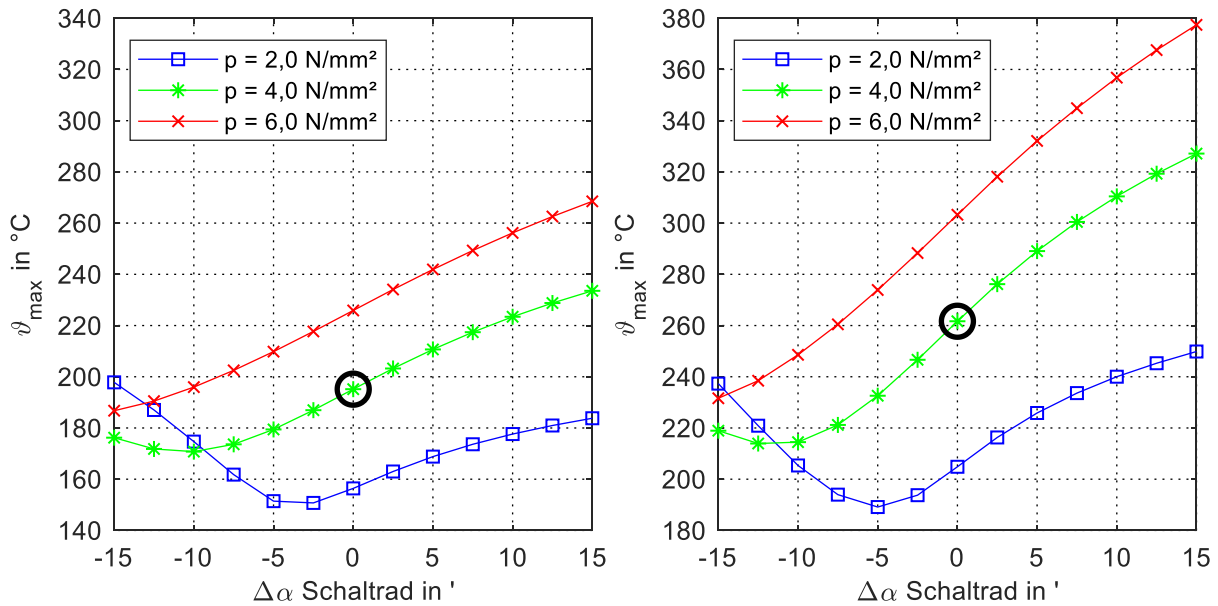 340
320
300
280
260
240
220
200
180
160
140
ϑmax in °C
p = 2,0 N/mm²
p = 4,0 N/mm²
p = 6,0 N/mm²
-15 -10 -5 0 5 10 15
Δα Schaltrad in '
380
360
340
320
300
280
260
240
220
200
180
ϑmax in °C
p = 2,0 N/mm²
p = 4,0 N/mm²
p = 6,0 N/mm²
-15 -10 -5 0 5 10 15
Δα Schaltrad in '